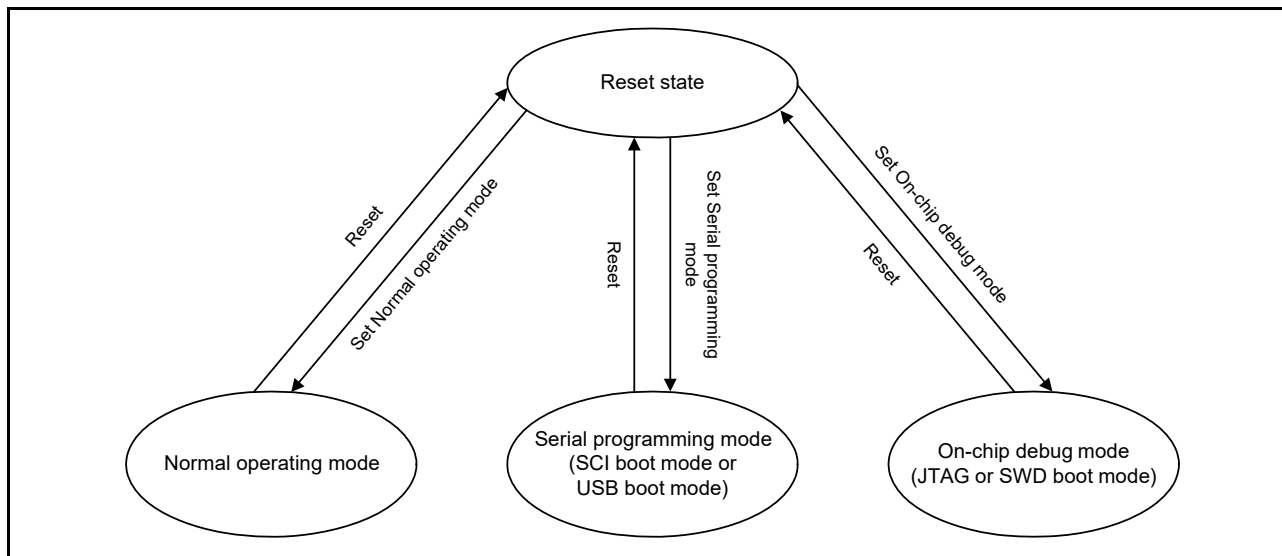 Reset state
Reset
Set Normal operating mode
Reset
Set Serial programming
mode
Set On-chip debug mode
Reset
Normal operating mode
Serial programming mode
(SCI boot mode or
USB boot mode)
On-chip debug mode
(JTAG or SWD boot mode)